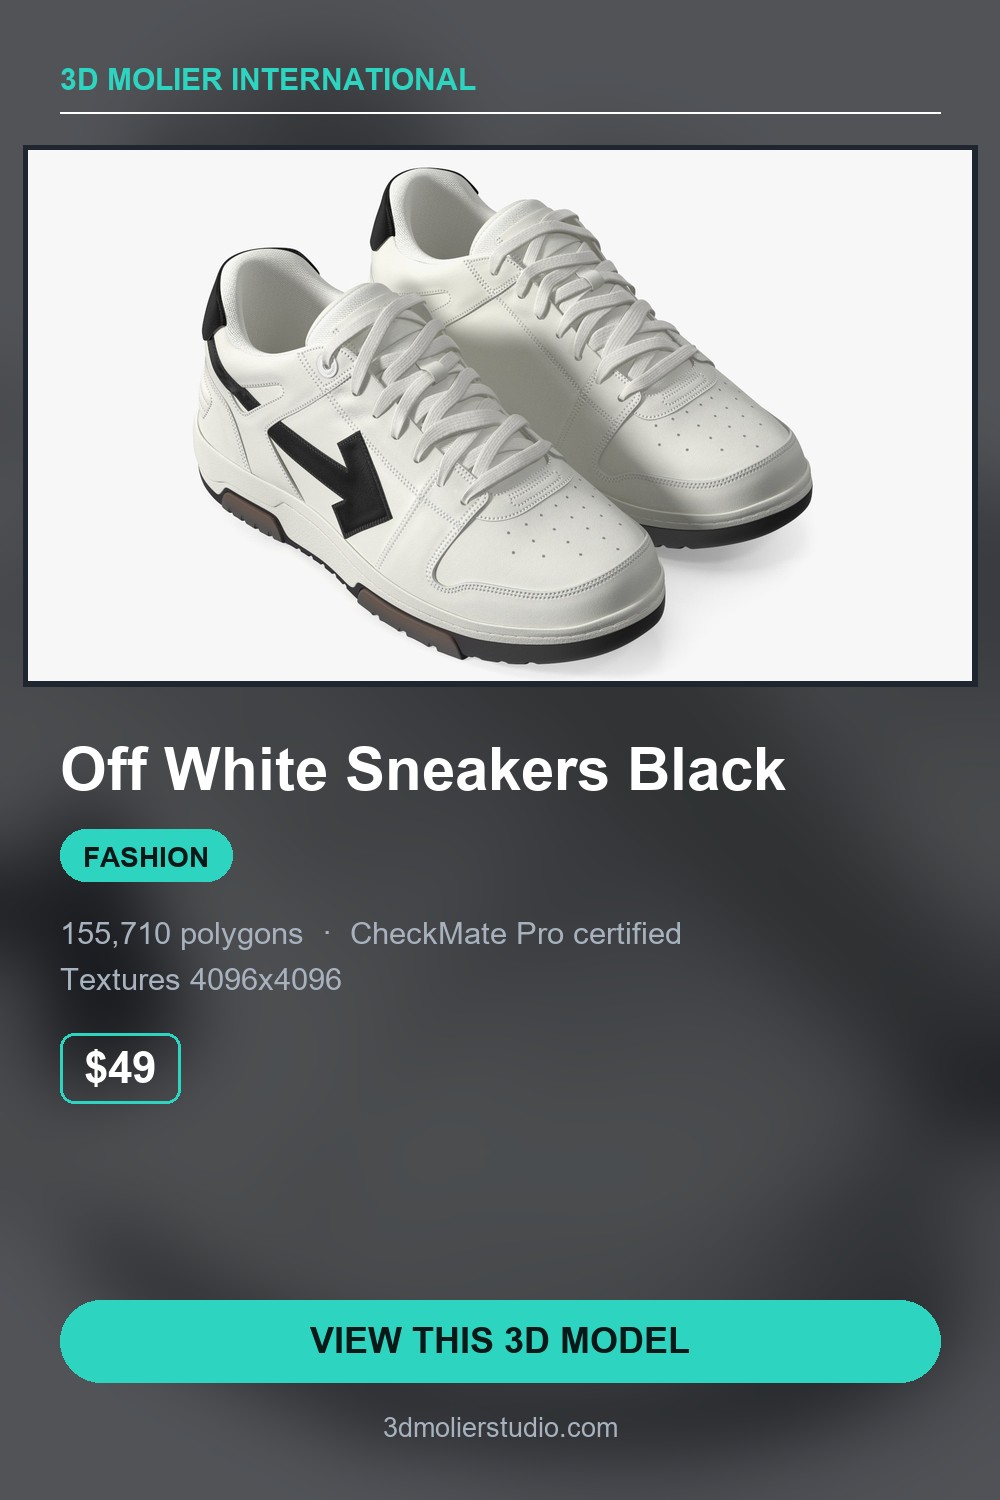 3D MOLIER INTERNATIONAL
Off White Sneakers Black
FASHION
155,710 polygons · CheckMate Pro certified
Textures 4096x4096
$49
VIEW THIS 3D MODEL
3dmolierstudio.com